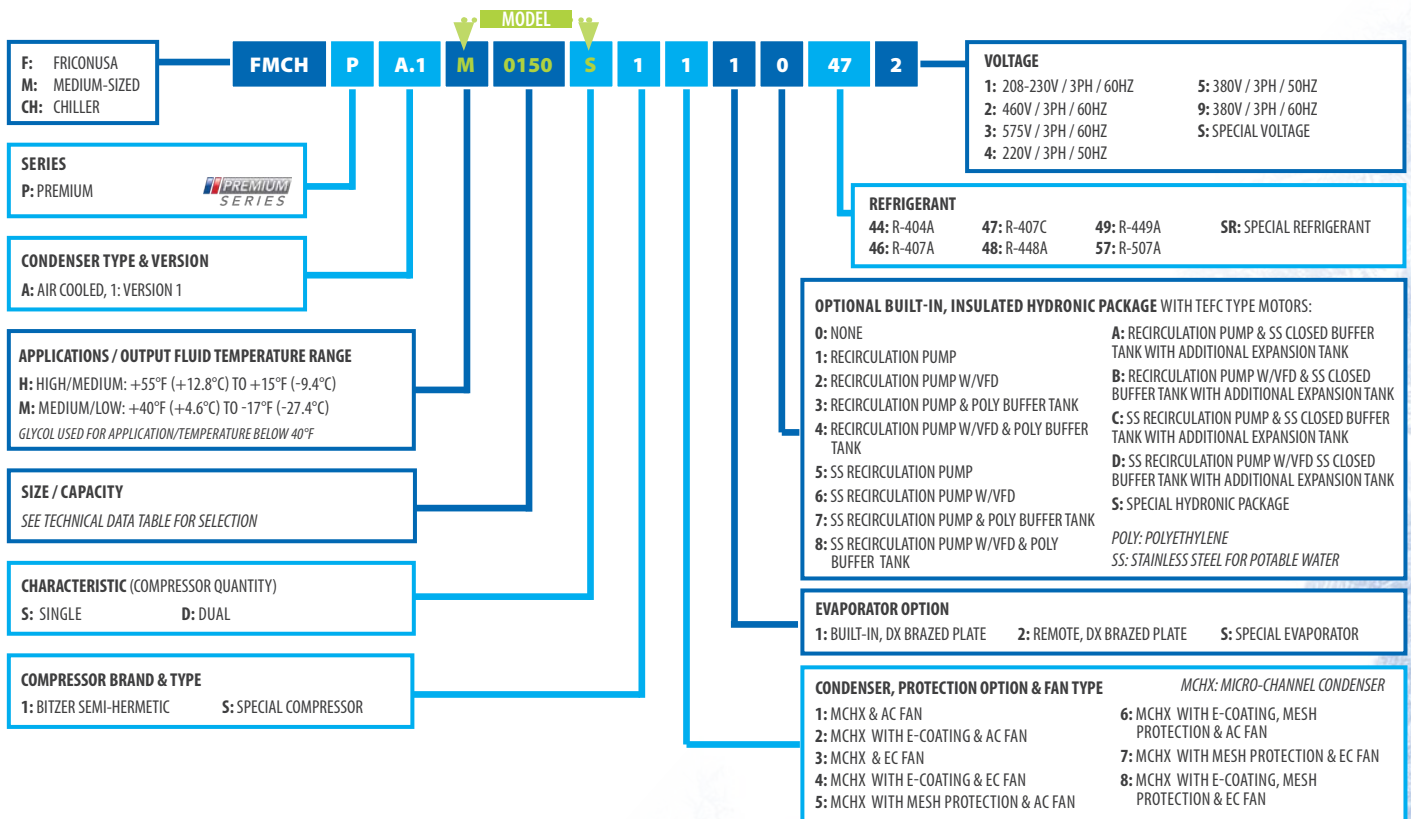 MODEL
FMCH P A.1 M 0150 S 1 1 1 0 47 2
F: FRICONUSA
M: MEDIUM-SIZED
CH: CHILLER
SERIES
P: PREMIUM
PREMIUM
SERIES
CONDENSER TYPE & VERSION
A: AIR COOLED, 1: VERSION 1
APPLICATIONS / OUTPUT FLUID TEMPERATURE RANGE
H: HIGH/MEDIUM: +55°F (+12.8°C) TO +15°F (-9.4°C)
M: MEDIUM/LOW: +40°F (+4.6°C) TO -17°F (-27.4°C)
GLYCOL USED FOR APPLICATION/TEMPERATURE BELOW 40°F
SIZE / CAPACITY
SEE TECHNICAL DATA TABLE FOR SELECTION
CHARACTERISTIC (COMPRESSOR QUANTITY)
S: SINGLE D: DUAL
COMPRESSOR BRAND & TYPE
1: BITZER SEMI-HERMETIC S: SPECIAL COMPRESSOR
VOLTAGE
1: 208-230V / 3PH / 60HZ
2: 460V / 3PH / 60HZ
3: 575V / 3PH / 60HZ
4: 220V / 3PH / 50HZ
5: 380V / 3PH / 50HZ
9: 380V / 3PH / 60HZ
S: SPECIAL VOLTAGE
REFRIGERANT
44: R-404A 47: R-407C 49: R-449A SR: SPECIAL REFRIGERANT
46: R-407A 48: R-448A 57: R-507A
OPTIONAL BUILT-IN, INSULATED HYDRONIC PACKAGE WITH TEFC TYPE MOTORS:
0: NONE
1: RECIRCULATION PUMP
2: RECIRCULATION PUMP W/VFD
3: RECIRCULATION PUMP & POLY BUFFER TANK
4: RECIRCULATION PUMP W/VFD & POLY BUFFER
TANK
5: SS RECIRCULATION PUMP
6: SS RECIRCULATION PUMP W/VFD
7: SS RECIRCULATION PUMP & POLY BUFFER TANK
8: SS RECIRCULATION PUMP W/VFD & POLY
BUFFER TANK
A: RECIRCULATION PUMP & SS CLOSED BUFFER
TANK WITH ADDITIONAL EXPANSION TANK
B: RECIRCULATION PUMP W/VFD & SS CLOSED
BUFFER TANK WITH ADDITIONAL EXPANSION TANK
C: SS RECIRCULATION PUMP & SS CLOSED BUFFER
TANK WITH ADDITIONAL EXPANSION TANK
D: SS RECIRCULATION PUMP W/VFD SS CLOSED
BUFFER TANK WITH ADDITIONAL EXPANSION TANK
S: SPECIAL HYDRONIC PACKAGE
POLY: POLYETHYLENE
SS: STAINLESS STEEL FOR POTABLE WATER
EVAPORATOR OPTION
1: BUILT-IN, DX BRAZED PLATE 2: REMOTE, DX BRAZED PLATE S: SPECIAL EVAPORATOR
CONDENSER, PROTECTION OPTION & FAN TYPE MCHX: MICRO-CHANNEL CONDENSER
1: MCHX & AC FAN
2: MCHX WITH E-COATING & AC FAN
3: MCHX & EC FAN
4: MCHX WITH E-COATING & EC FAN
5: MCHX WITH MESH PROTECTION & AC FAN
6: MCHX WITH E-COATING, MESH
PROTECTION & AC FAN
7: MCHX WITH MESH PROTECTION & EC FAN
8: MCHX WITH E-COATING, MESH
PROTECTION & EC FAN